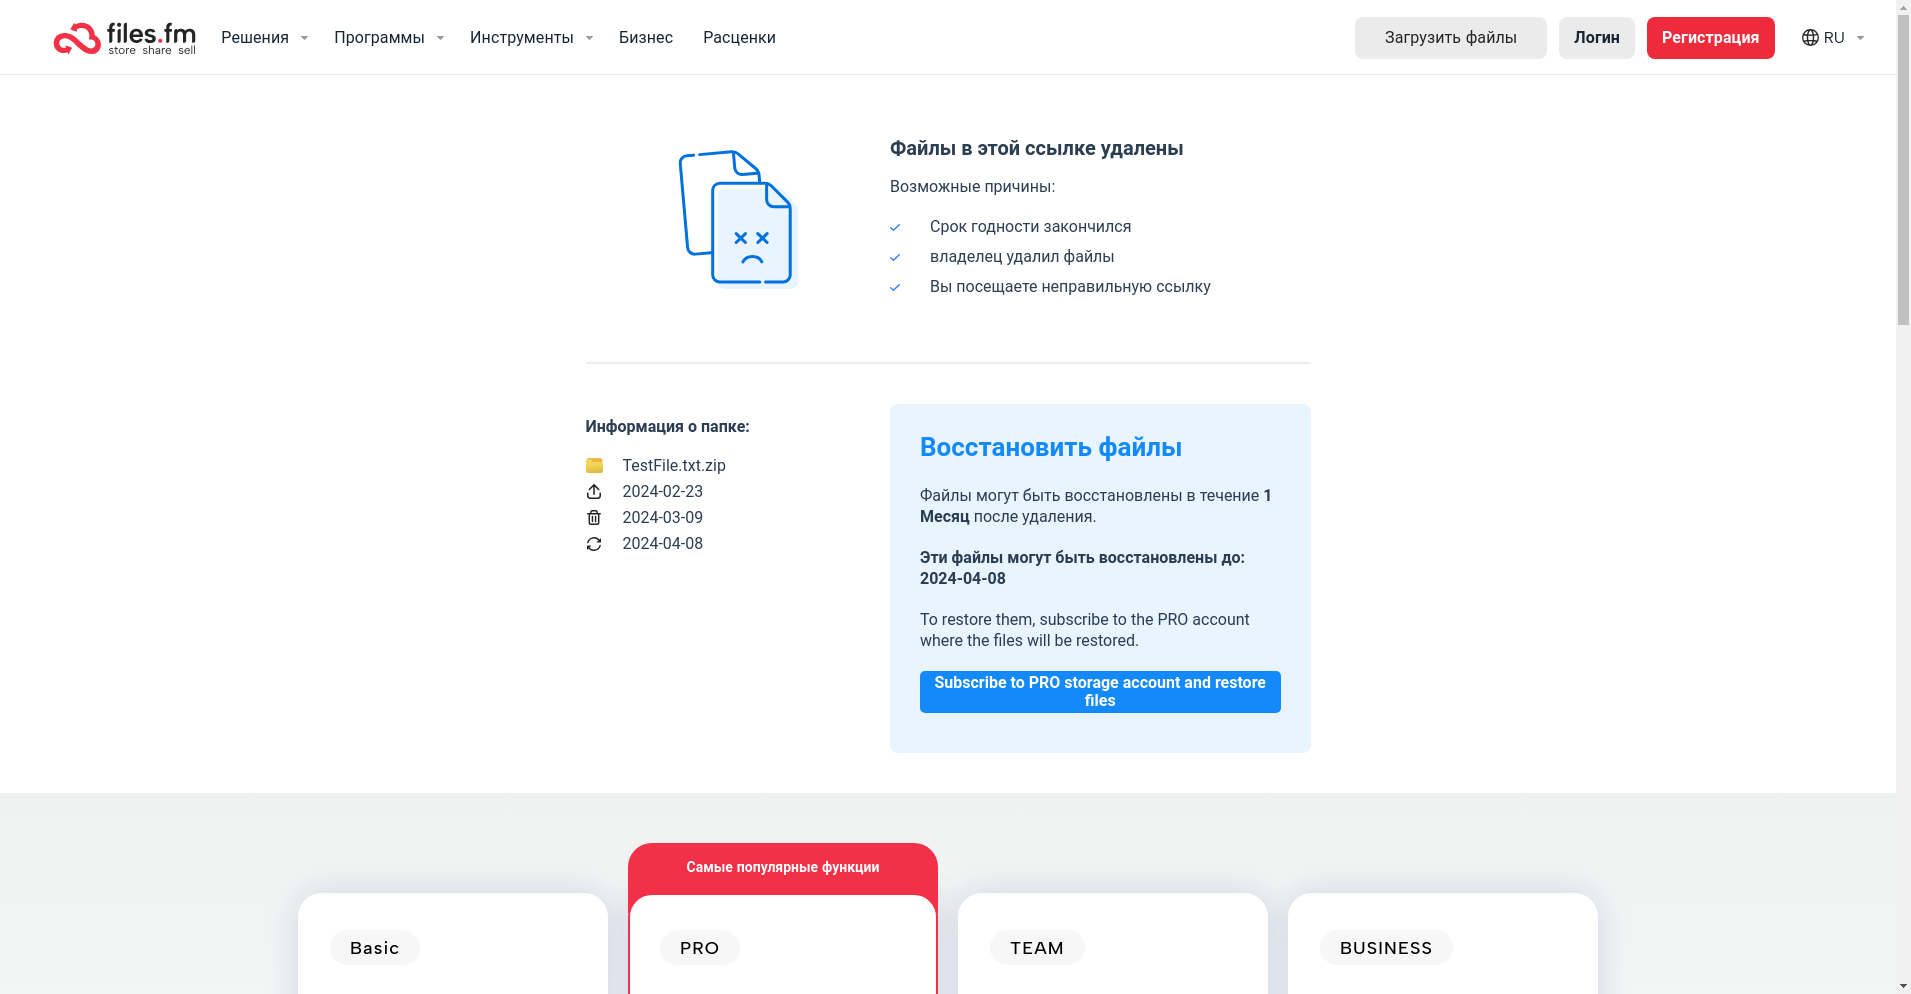 files.fm
store share sell
Решения
Программы
Инструменты
Бизнес
Расценки
Загрузить файлы
Логин
Регистрация
RU
Файлы в этой ссылке удалены
Возможные причины:
Срок годности закончился
владелец удалил файлы
Вы посещаете неправильную ссылку
Информация о папке:
TestFile.txt.zip
2024-02-23
2024-03-09
2024-04-08
Восстановить файлы
Файлы могут быть восстановлены в течение 1
Месяц после удаления.
Эти файлы могут быть восстановлены до:
2024-04-08
To restore them, subscribe to the PRO account
where the files will be restored.
Subscribe to PRO storage account and restore
files
Самые популярные функции
Basic
PRO
TEAM
BUSINESS